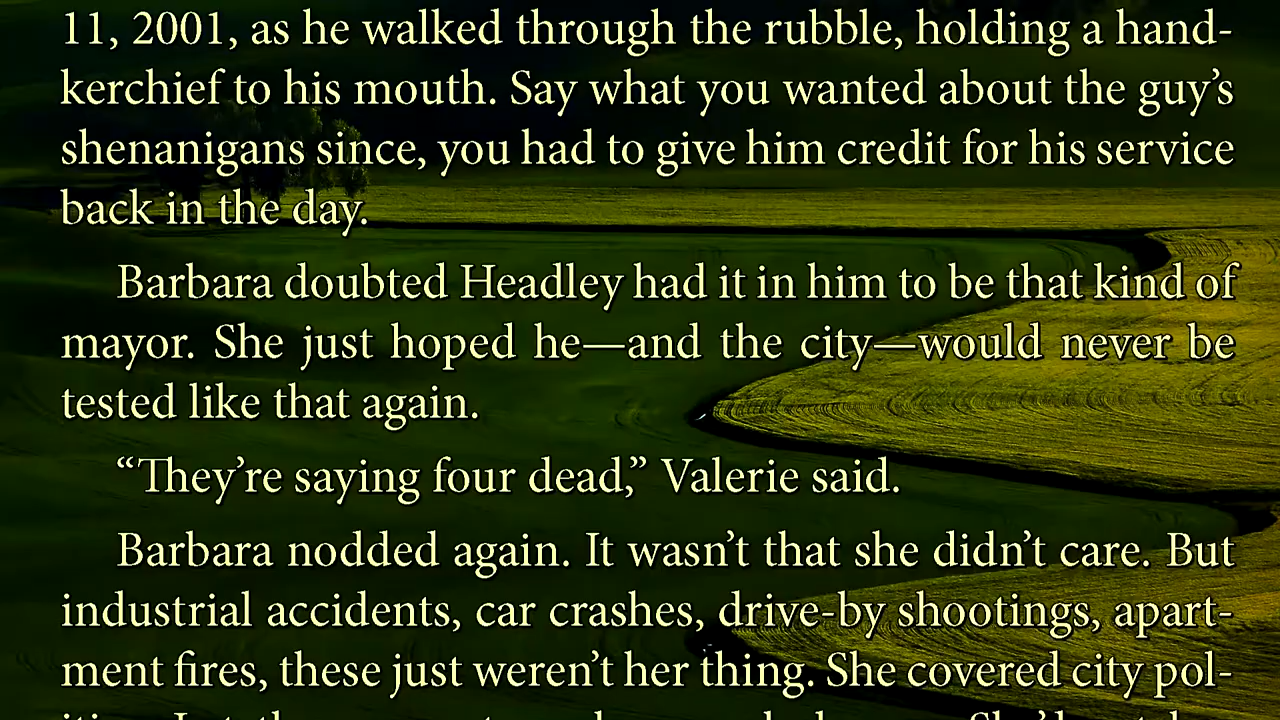 11, 2001, as he walked through the rubble, holding a hand-
kerchief to his mouth. Say what you wanted about the guy’s
shenanigans since, you had to give him credit for his service
back in the day.
Barbara doubted Headley had it in him to be that kind of
mayor. She just hoped he—and the city—would never be
tested like that again.
“They’re saying four dead,” Valerie said.
Barbara nodded again. It wasn’t that she didn’t care. But
industrial accidents, car crashes, drive-by shootings, apart-
ment fires, these just weren’t her thing. She covered city pol-